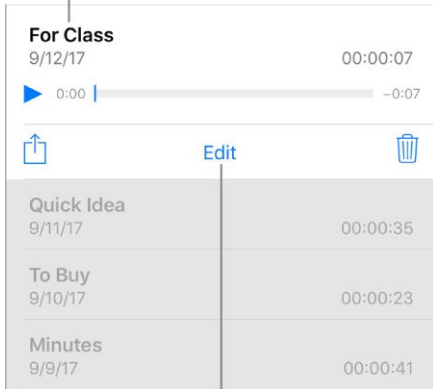 For Class
9/12/17 00:00:07
0:00 -0:07
Edit
Quick Idea
9/11/17 00:00:35
To Buy
9/10/17 00:00:23
Minutes
9/9/17 00:00:41